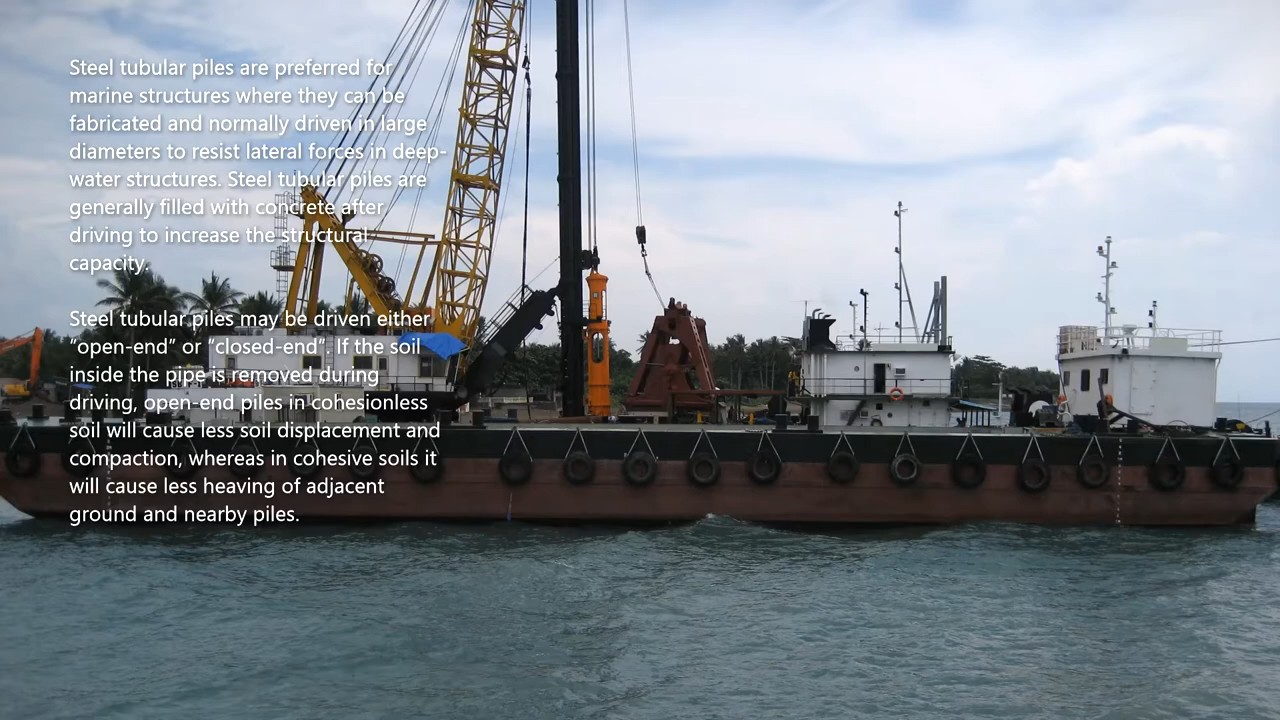 Steel tubular piles are preferred for
marine structures where they can be
fabricated and normally driven in large
diameters to resist lateral forces in deep-
water structures. Steel tubular piles are
generally filled with concrete after
driving to increase the structural
capacity.
Steel tubular piles may be driven either
“open-end” or “closed-end”. If the soil
inside the pipe is removed during
driving, open-end piles in cohesionless
soil will cause less soil displacement and
compaction, whereas in cohesive soils it
will cause less heaving of adjacent
ground and nearby piles.